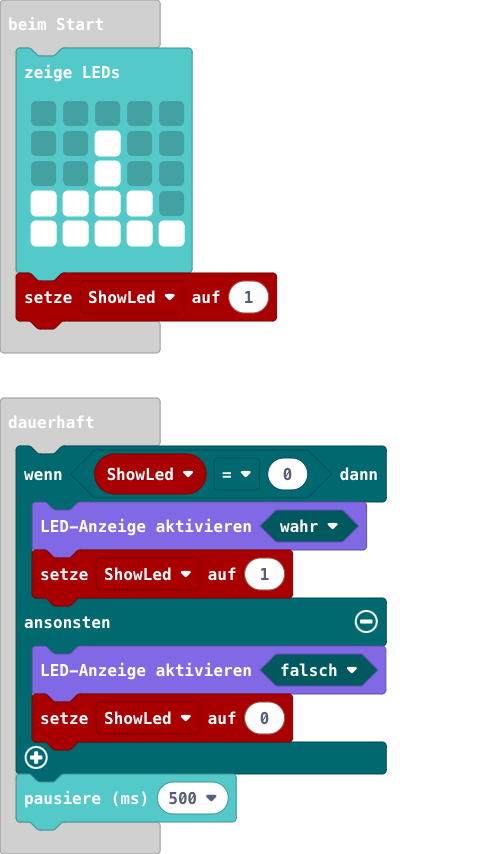 beim Start
zeige LEDs
setze ShowLed auf 1
dauerhaft
wenn ShowLed = 0 dann
LED-Anzeige aktivieren wahr
setze ShowLed auf 1
ansonsten
LED-Anzeige aktivieren falsch
setze ShowLed auf 0
pausiere (ms) 500